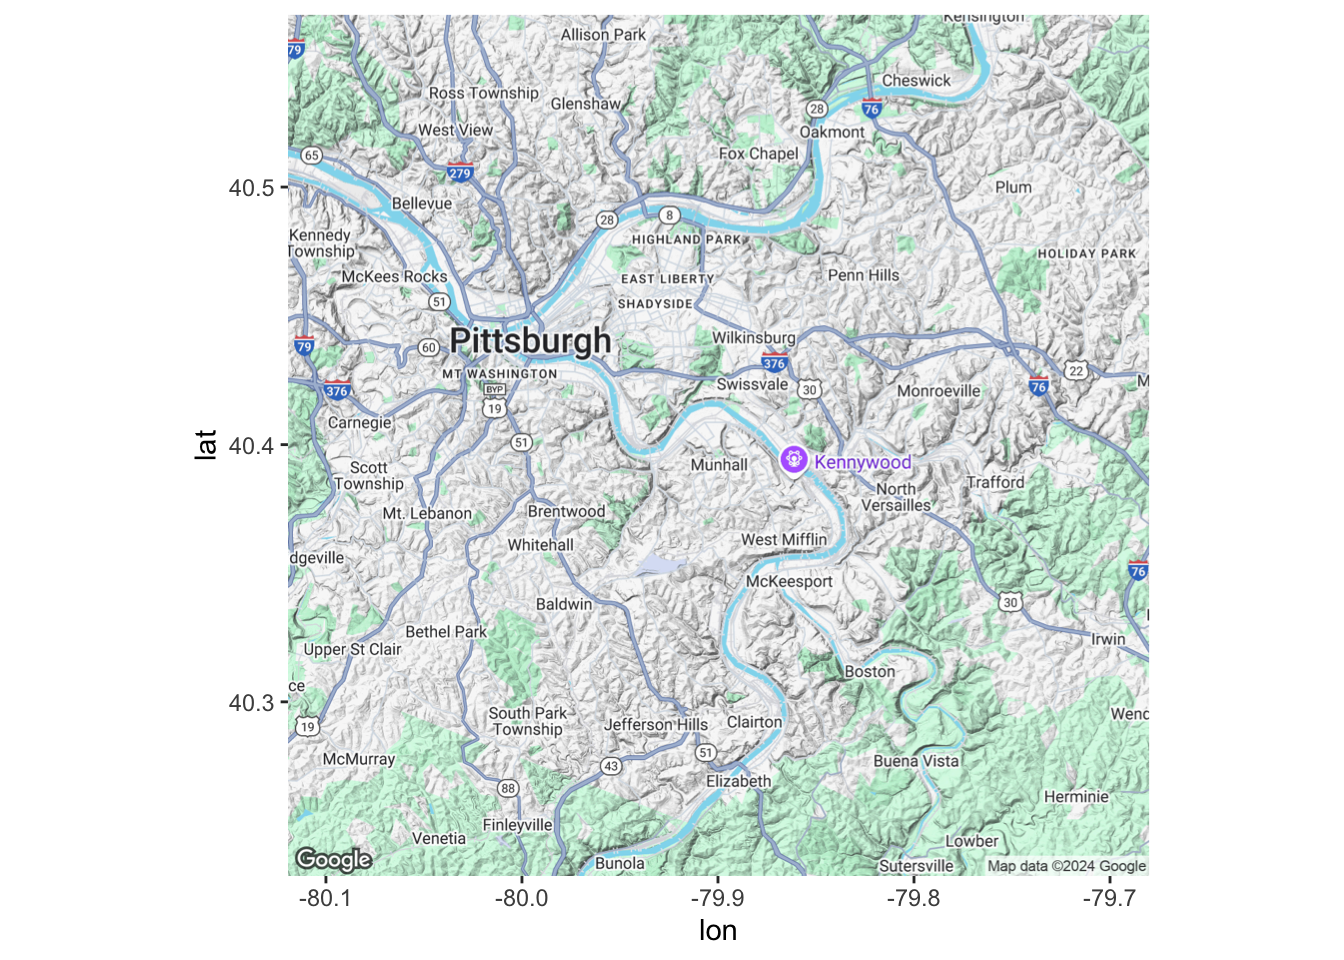 Kensington
Allison Park
79
Cheswick
Ross Township
Glenshaw
28
76
West View
Oakmont
65
Fox Chapel
279
40.5
Plum
Bellevue
28
8
Kennedy
Township
HIGHLAND PARK
HOLIDAY PARK
McKees Rocks
EAST LIBERTY
Penn Hills
51
SHADYSIDE
Pittsburgh
Wilkinsburg
79
60
376
22
MT WASHINGTON
Swissvale
76
M
376
BYP
19
30
Monroeville
Carnegie
lat
40.4
51
Munhall
Kennywood
Scott
Township
Trafford
North
Versailles
Mt. Lebanon
Brentwood
Whitehall
West Mifflin
dgeville
76
McKeesport
Baldwin
30
Bethel Park
Irwin
Upper St Clair
Boston
ce
40.3
19
South Park
Township
Jefferson Hills
Clairton
Wend
McMurray
43
51
Buena Vista
Elizabeth
88
Herminie
Finleyville
Venetia
Lowber
Google
Bunola
Sutersville
Map data ©2024 Google
-80.1
-80.0
-79.9
-79.8
-79.7
lon